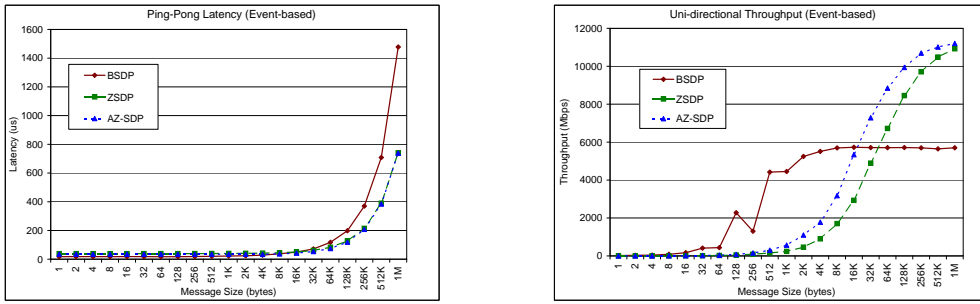 Ping-Pong Latency (Event-based)
1600
1400
1200
1000
800
600
400
200
0
Latency (us)
BSDP
ZSDP
AZ-SDP
1 2 4 8 16 32 64 128 256 512 1K 2K 4K 8K 16K 32K 64K 128K 256K 512K 1M
Message Size (bytes)
Uni-directional Throughput (Event-based)
12000
10000
8000
6000
4000
2000
0
Throughput (Mbps)
BSDP
ZSDP
AZ-SDP
1 2 4 8 16 32 64 128 256 512 1K 2K 4K 8K 16K 32K 64K 128K 256K 512K 1M
Message Size (bytes)